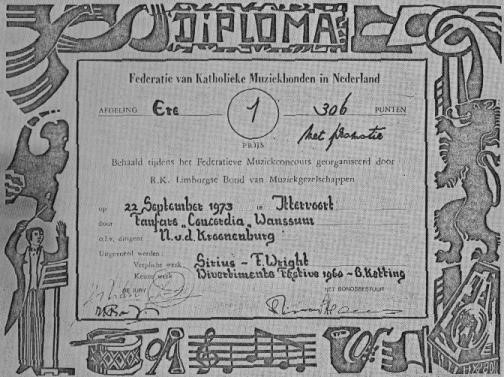 DIPLOMA
Federatie van Katholieke Muziekbonden in Nederland
AFDELING Ere 1 306 PUNTEN
PRIJS met promotie
Behaald tijdens het Federatieve Muziekconcours georganiseerd door
R.K. Limburgse Bond van Muziekgezelschappen
op 22 September 1973 te Ittervoort
door Fanfare „Concordia" Wanssum
o.l.v. dirigent N.v.d. Kroonenburg
Uitgevoerd werden:
Verplicht werk Sirius - F. Wright
Keuze werk Divertimento Festive 1960 - B. Ketting
DE JURY HET BONDSBESTUUR